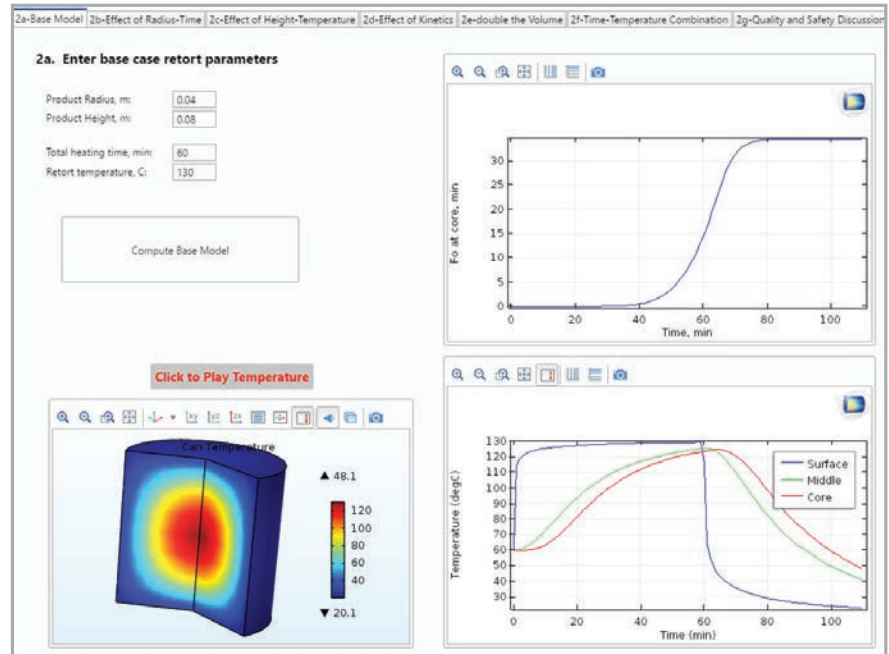 2a-Base Model 2b-Effect of Radius-Time 2c-Effect of Height-Temperature 2d-Effect of Kinetics 2e-double the Volume 2f-Time-Temperature Combination 2g-Quality and Safety Discussion
2a. Enter base case retort parameters
Product Radius, m: 0.04
Product Height, m: 0.08
Total heating time, min: 60
Retort temperature, C: 130
Compute Base Model
Fo at core, min
30
25
20
15
10
5
0
0 20 40 60 80 100
Time, min
Click to Play Temperature
Can Temperature
▲ 48.1
120
100
80
60
40
▼ 20.1
Temperature (degC)
130
120
110
100
90
80
70
60
50
40
30
Surface
Middle
Core
0 20 40 60 80 100
Time (min)